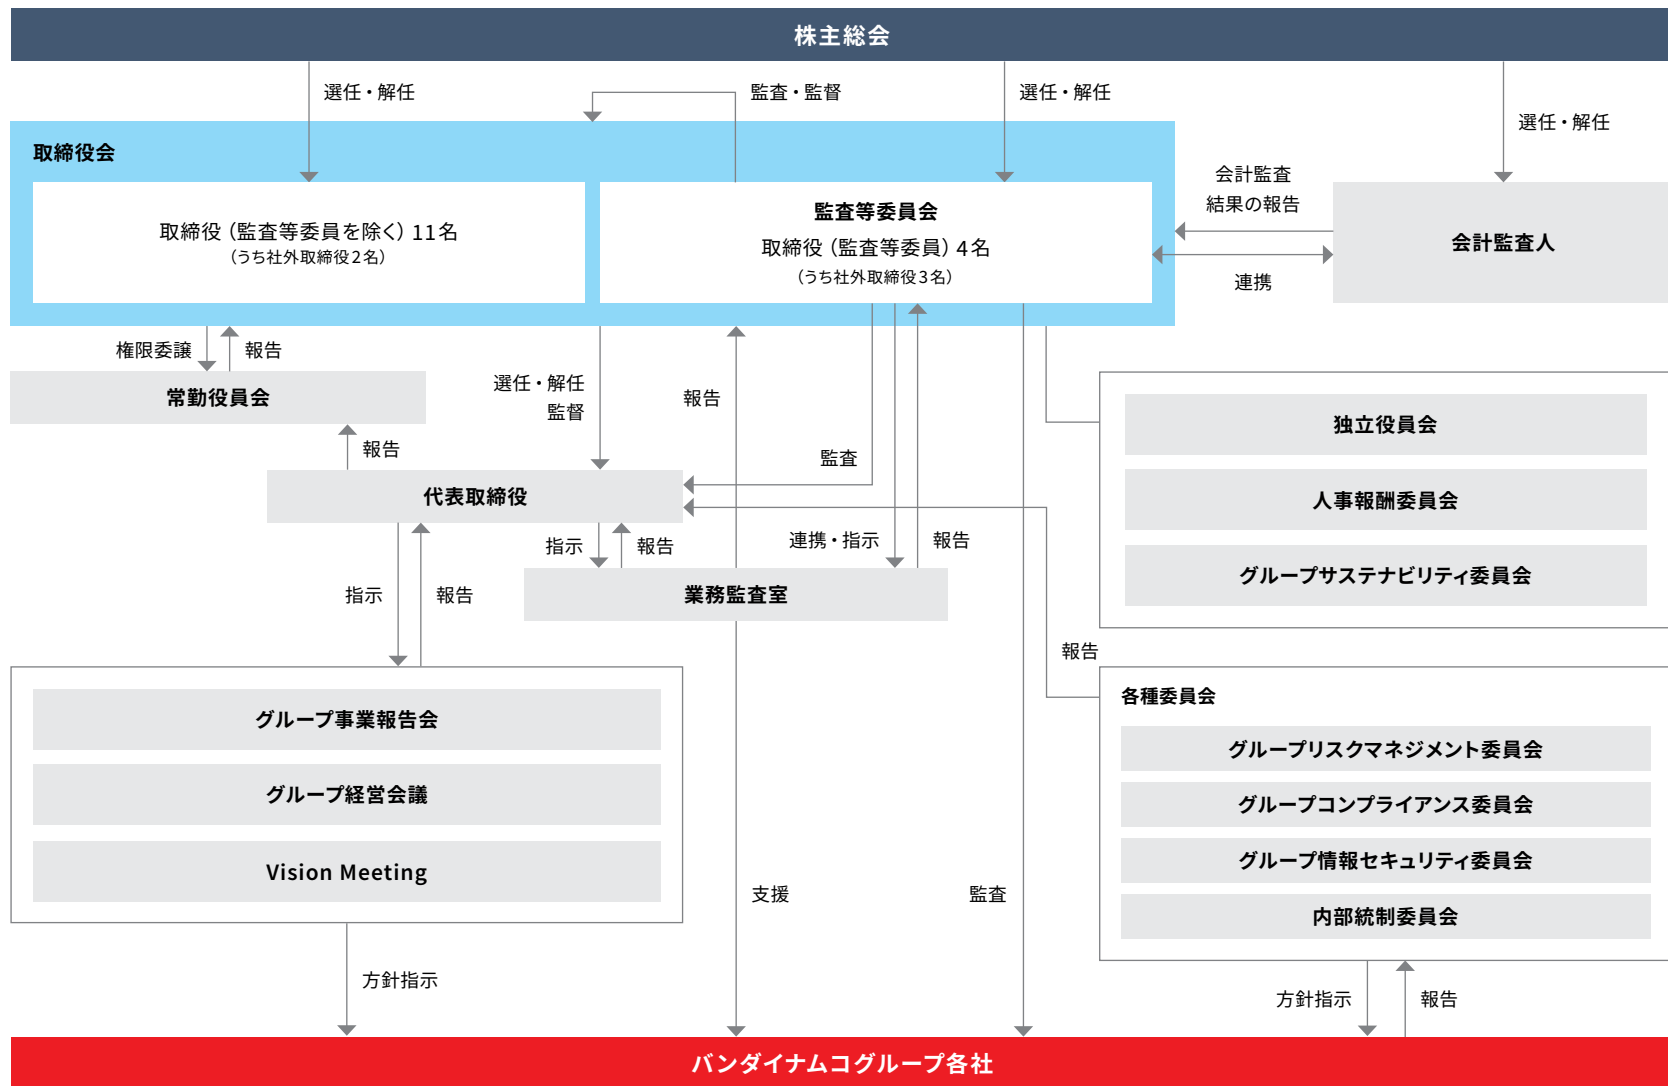 株主総会
選任・解任
監査・監督
選任・解任
選任・解任
取締役会
取締役（監査等委員を除く）11名
（うち社外取締役2名）
監査等委員会
取締役（監査等委員）4名
（うち社外取締役3名）
会計監査
結果の報告
連携
会計監査人
権限委譲
報告
常勤役員会
選任・解任
監督
報告
報告
監査
代表取締役
指示
報告
連携・指示
報告
業務監査室
指示
報告
独立役員会
人事報酬委員会
グループサステナビリティ委員会
報告
グループ事業報告会
グループ経営会議
Vision Meeting
各種委員会
グループリスクマネジメント委員会
グループコンプライアンス委員会
グループ情報セキュリティ委員会
内部統制委員会
支援
監査
方針指示
方針指示
報告
バンダイナムコグループ各社